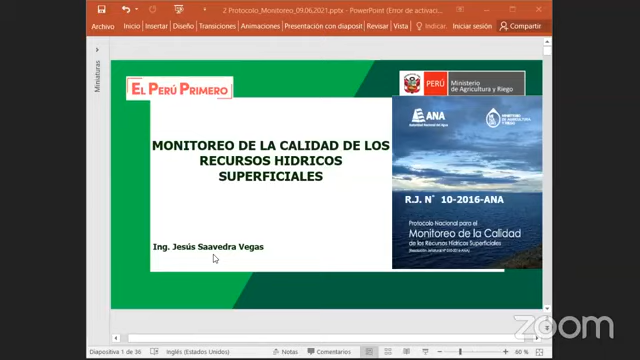 2 Protocolo_Monitoreo_09.06.2021.pptx - PowerPoint (Error de activac...
Archivo Inicio Insertar Diseño Transiciones Animaciones Presentación con diaposit Revisar Vista Indicar... Iniciar sesión Compartir
Miniaturas
EL PERÚ PRIMERO
PERÚ Ministerio
de Agricultura y Riego
ANA
MONITOREO DE LA CALIDAD DE LOS
RECURSOS HIDRICOS
SUPERFICIALES
R.J. N° 10-2016-ANA
Protocolo Nacional para el
Monitoreo de la Calidad
de los Recursos Hídricos Superficiales
Ing. Jesús Saavedra Vegas
zoom
Diapositiva 1 de 36 Inglés (Estados Unidos) Notas Comentarios 60 %